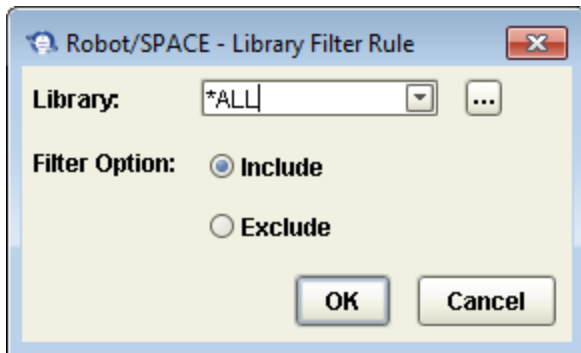 Robot/SPACE - Library Filter Rule
Library: *ALL ...
Filter Option: Include
Exclude
OK Cancel